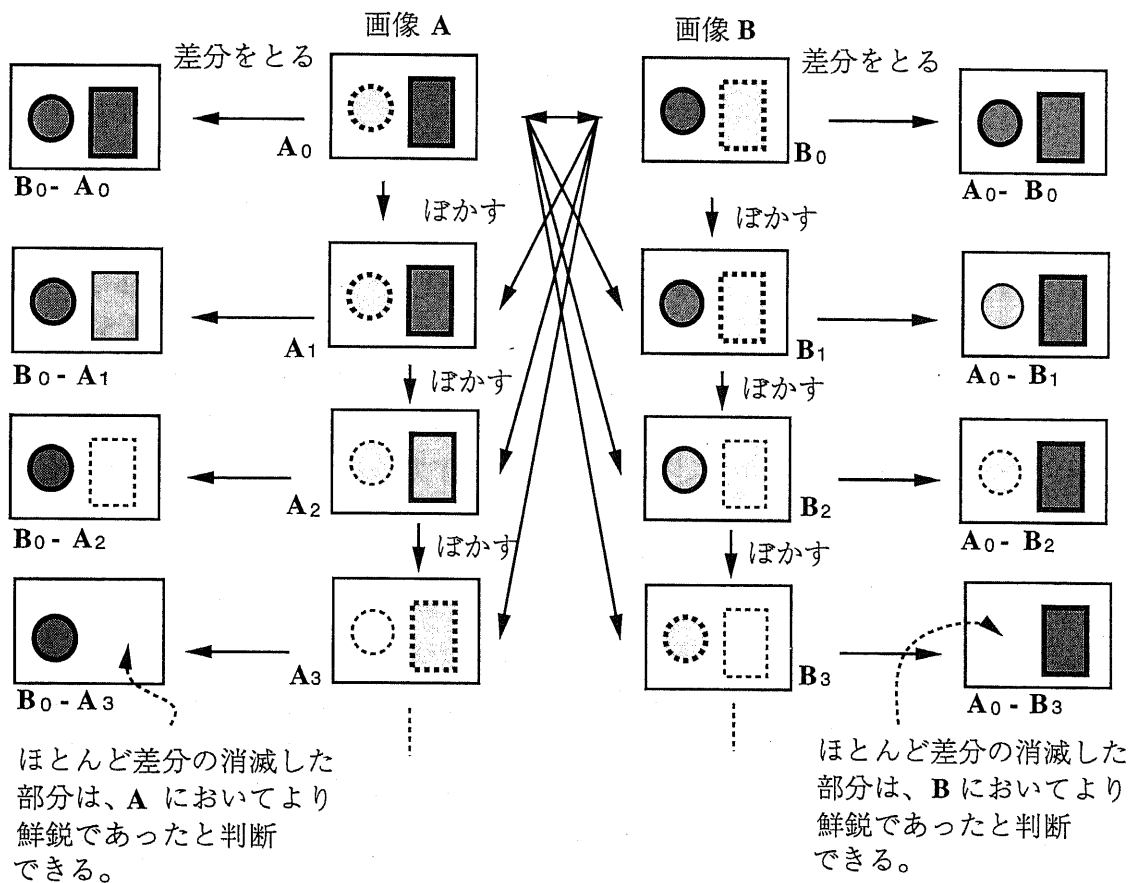 画像 A
画像 B
差分をとる
差分をとる
A0
B0
B0- A0
A0- B0
ぼかす
ぼかす
A1
B1
B0 - A1
A0 - B1
ぼかす
ぼかす
A2
B2
B0 - A2
A0 - B2
ぼかす
ぼかす
A3
B3
B0 - A3
A0 - B3
ほとんど差分の消滅した
部分は、A においてより
鮮鋭であったと判断
できる。
ほとんど差分の消滅した
部分は、B においてより
鮮鋭であったと判断
できる。